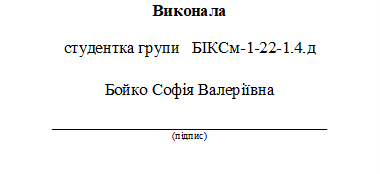 Виконала
студентка групи БІКСм-1-22-1.4.д
Бойко Софія Валеріївна
(підпис)